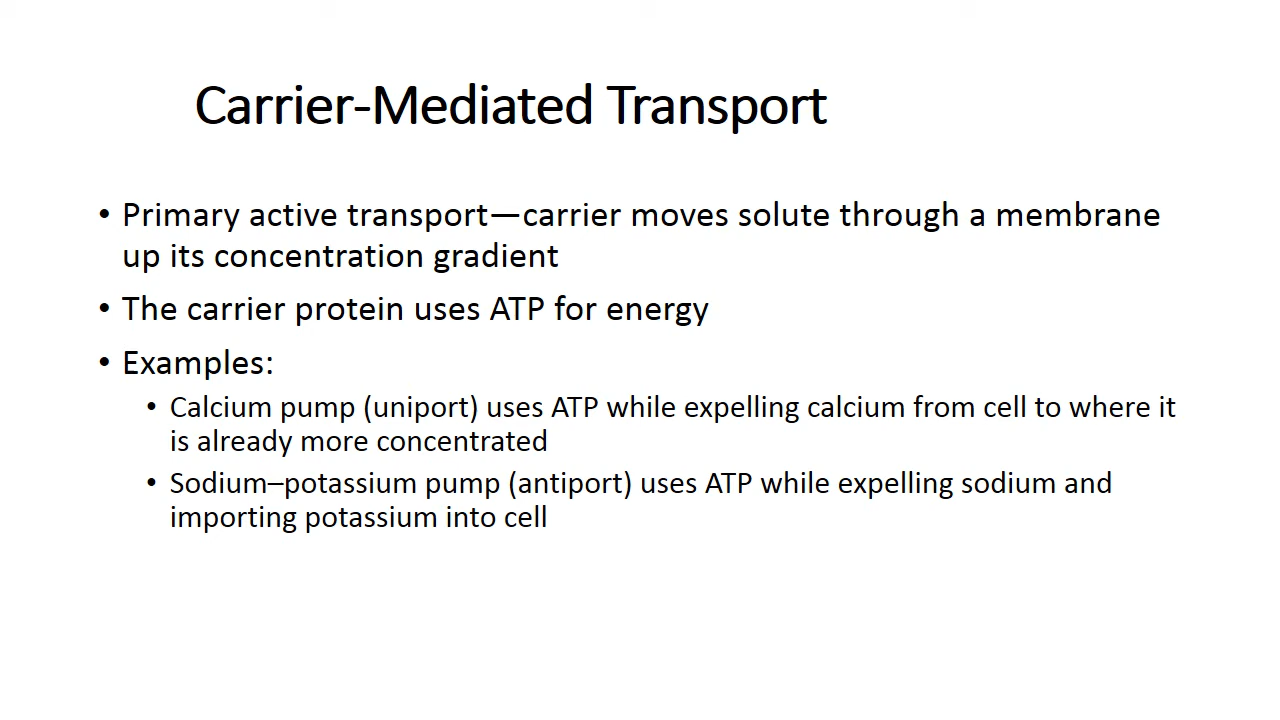 Carrier-Mediated Transport
• Primary active transport—carrier moves solute through a membrane
up its concentration gradient
• The carrier protein uses ATP for energy
• Examples:
• Calcium pump (uniport) uses ATP while expelling calcium from cell to where it
is already more concentrated
• Sodium–potassium pump (antiport) uses ATP while expelling sodium and
importing potassium into cell